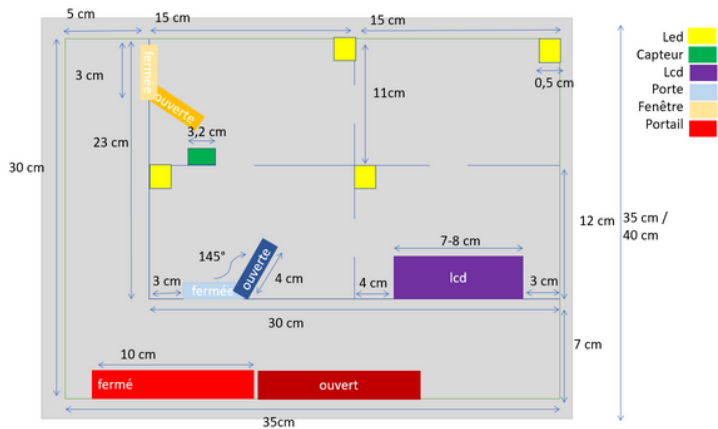 5 cm
15 cm
15 cm
Led
Capteur
Lcd
Porte
Fenêtre
Portail
fermée
3 cm
ouverte
11cm
0,5 cm
3,2 cm
23 cm
30 cm
12 cm
35 cm /
40 cm
145°
ouverte
7-8 cm
3 cm
fermée
4 cm
4 cm
lcd
3 cm
30 cm
7 cm
10 cm
fermé
ouvert
35cm